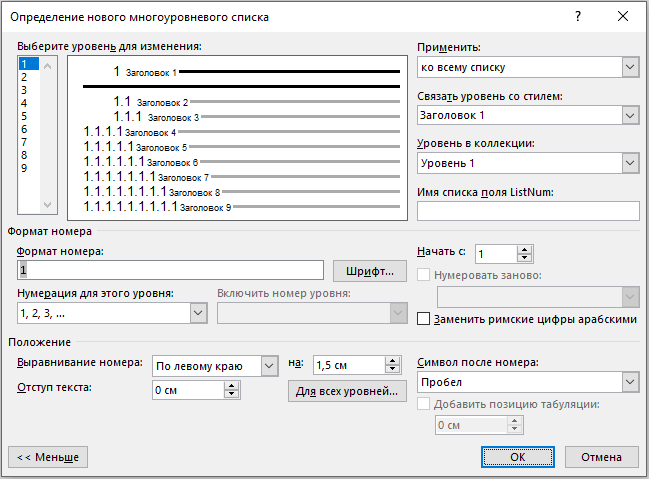 Определение нового многоуровневого списка
Выберите уровень для изменения:
1
2
3
4
5
6
7
8
9
1 Заголовок 1
1.1 Заголовок 2
1.1.1 Заголовок 3
1.1.1.1 Заголовок 4
1.1.1.1.1 Заголовок 5
1.1.1.1.1.1 Заголовок 6
1.1.1.1.1.1.1 Заголовок 7
1.1.1.1.1.1.1.1 Заголовок 8
1.1.1.1.1.1.1.1.1 Заголовок 9
Применить:
ко всему списку
Связать уровень со стилем:
Заголовок 1
Уровень в коллекции:
Уровень 1
Имя списка поля ListNum:
Формат номера
Формат номера:
1
Шрифт...
Нумерация для этого уровня:
1, 2, 3, ...
Включить номер уровня:
Начать с:
1
Нумеровать заново:
Заменить римские цифры арабскими
Положение
Выравнивание номера:
По левому краю
на:
1,5 см
Отступ текста:
0 см
Для всех уровней...
Символ после номера:
Пробел
Добавить позицию табуляции:
0 см
<< Меньше
ОК
Отмена